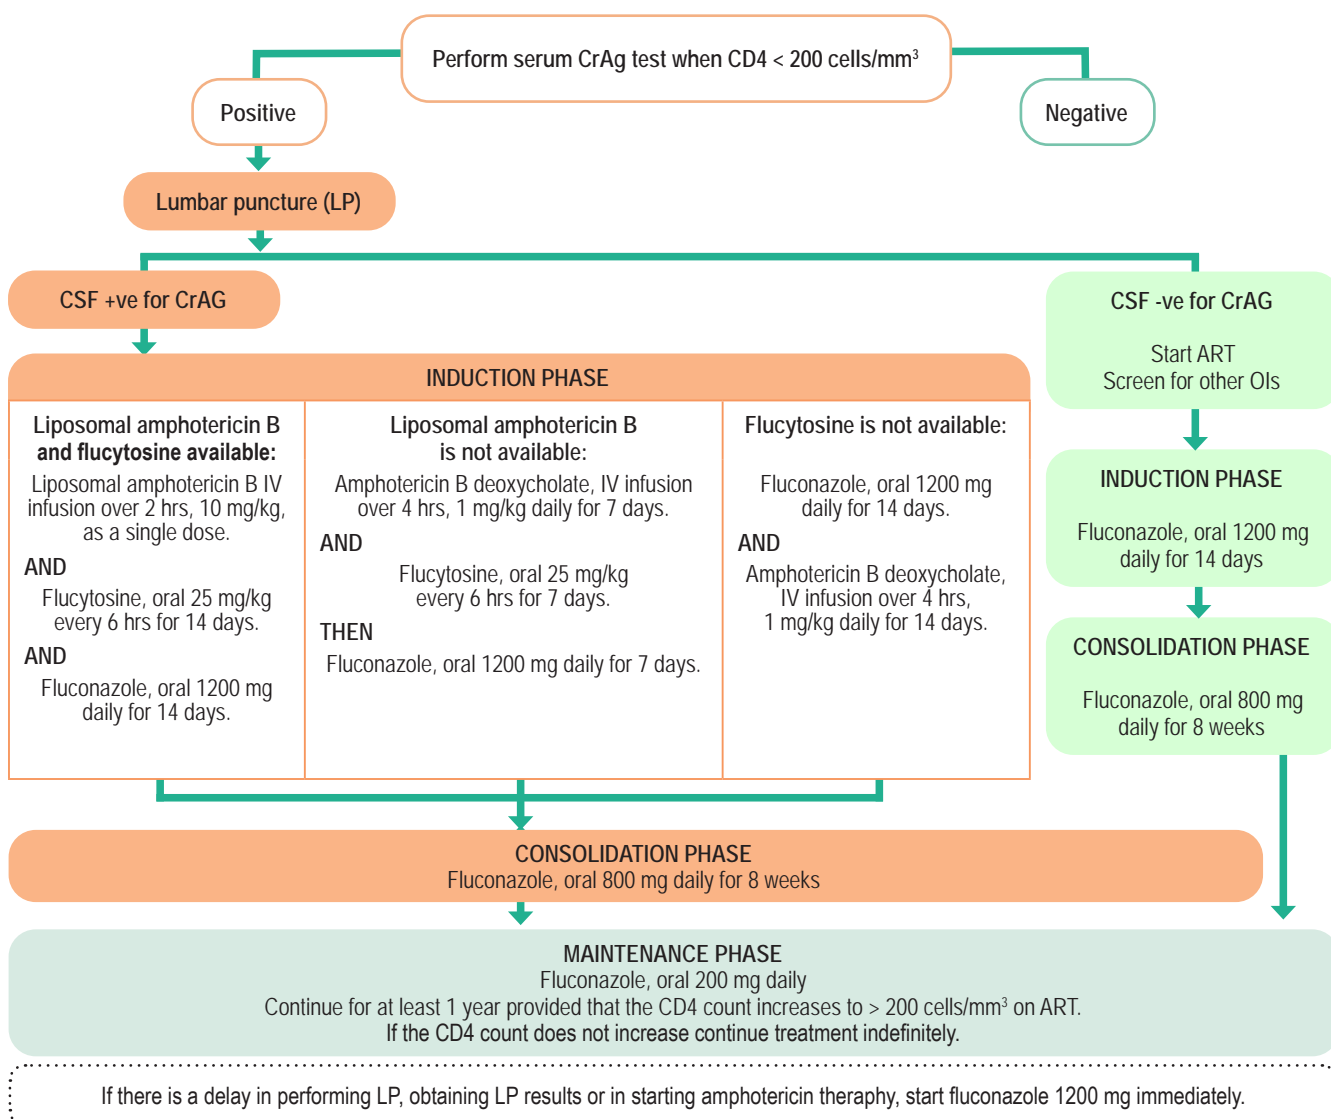 Perform serum CrAg test when CD4 < 200 cells/mm³
Positive
Negative
Lumbar puncture (LP)
CSF +ve for CrAG
CSF -ve for CrAG
Start ART
Screen for other OIs
INDUCTION PHASE
Liposomal amphotericin B
and flucytosine available:
Liposomal amphotericin B IV
infusion over 2 hrs, 10 mg/kg,
as a single dose.
AND
Flucytosine, oral 25 mg/kg
every 6 hrs for 14 days.
AND
Fluconazole, oral 1200 mg
daily for 14 days.
Liposomal amphotericin B
is not available:
Amphotericin B deoxycholate, IV infusion
over 4 hrs, 1 mg/kg daily for 7 days.
AND
Flucytosine, oral 25 mg/kg
every 6 hrs for 7 days.
THEN
Fluconazole, oral 1200 mg daily for 7 days.
Flucytosine is not available:
Fluconazole, oral 1200 mg
daily for 14 days.
AND
Amphotericin B deoxycholate,
IV infusion over 4 hrs,
1 mg/kg daily for 14 days.
INDUCTION PHASE
Fluconazole, oral 1200 mg
daily for 14 days
CONSOLIDATION PHASE
Fluconazole, oral 800 mg
daily for 8 weeks
CONSOLIDATION PHASE
Fluconazole, oral 800 mg daily for 8 weeks
MAINTENANCE PHASE
Fluconazole, oral 200 mg daily
Continue for at least 1 year provided that the CD4 count increases to > 200 cells/mm³ on ART.
If the CD4 count does not increase continue treatment indefinitely.
If there is a delay in performing LP, obtaining LP results or in starting amphotericin theraphy, start fluconazole 1200 mg immediately.